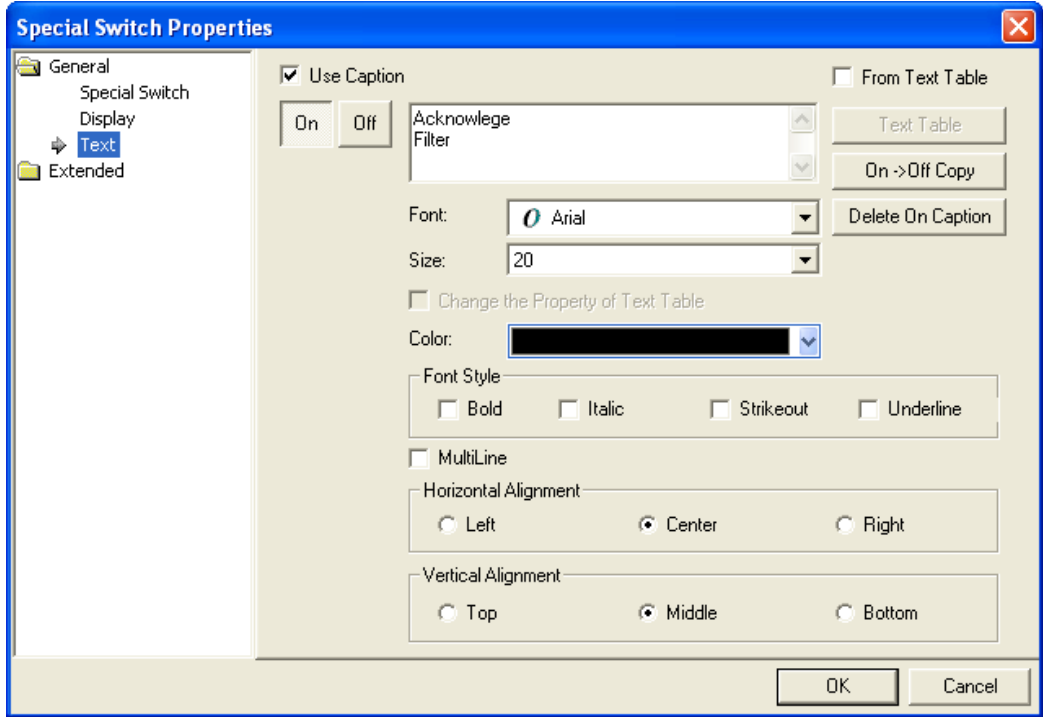 Special Switch Properties
General
Special Switch
Display
Text
Extended
Use Caption
From Text Table
On
Off
Acknowlege
Filter
Text Table
On ->Off Copy
Delete On Caption
Font:
Arial
Size:
20
Change the Property of Text Table
Color:
Font Style
Bold
Italic
Strikeout
Underline
MultiLine
Horizontal Alignment
Left
Center
Right
Vertical Alignment
Top
Middle
Bottom
OK
Cancel